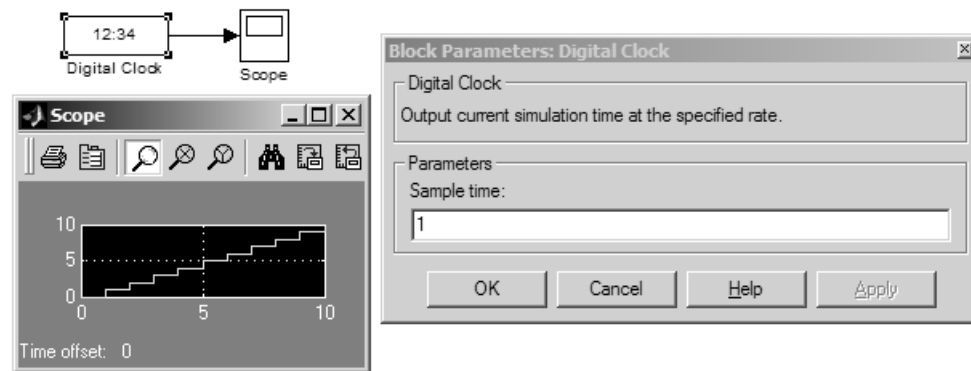 12:34
Digital Clock
Scope
Scope
10
5
0
0
5
10
Time offset: 0
Block Parameters: Digital Clock
Digital Clock
Output current simulation time at the specified rate.
Parameters
Sample time:
1
OK
Cancel
Help
Apply